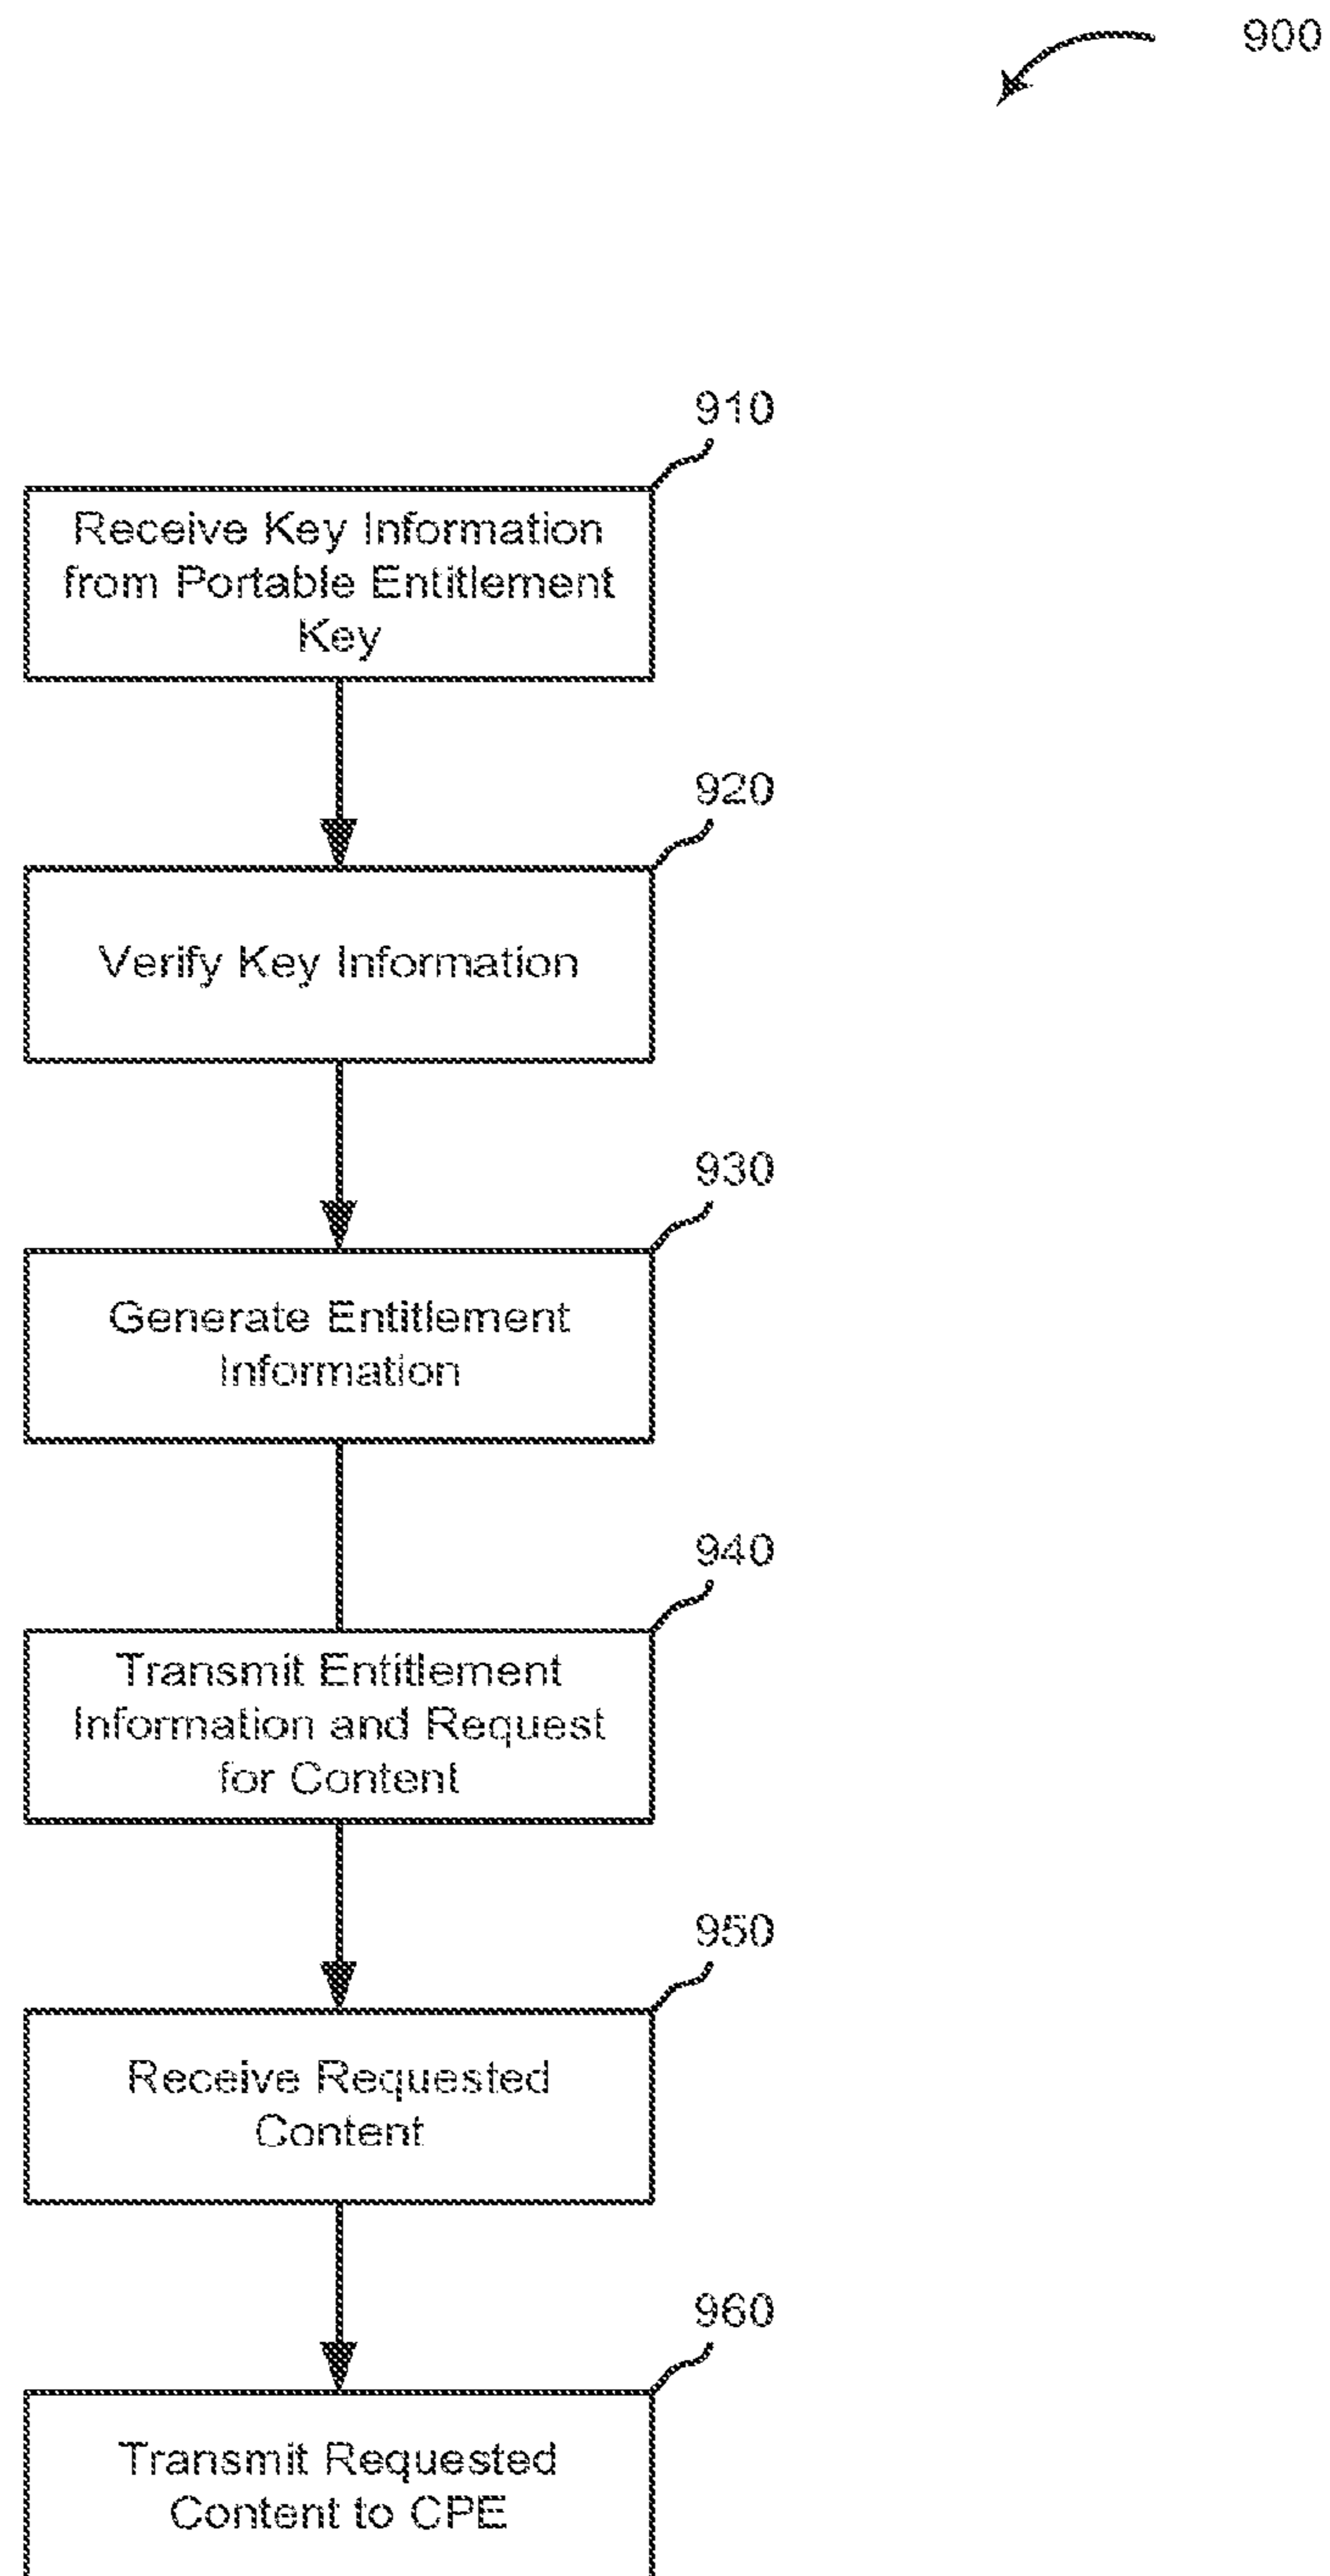 900
910
Receive Key Information
from Portable Entitlement
Key
920
Verify Key Information
930
Generate Entitlement
Information
940
Transmit Entitlement
Information and Request
for Content
950
Receive Requested
Content
960
Transmit Requested
Content to CPE